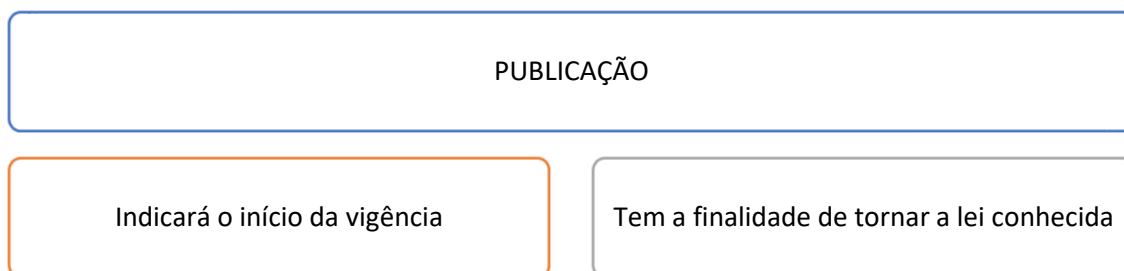 PUBLICAÇÃO
Indicará o início da vigência
Tem a finalidade de tornar a lei conhecida